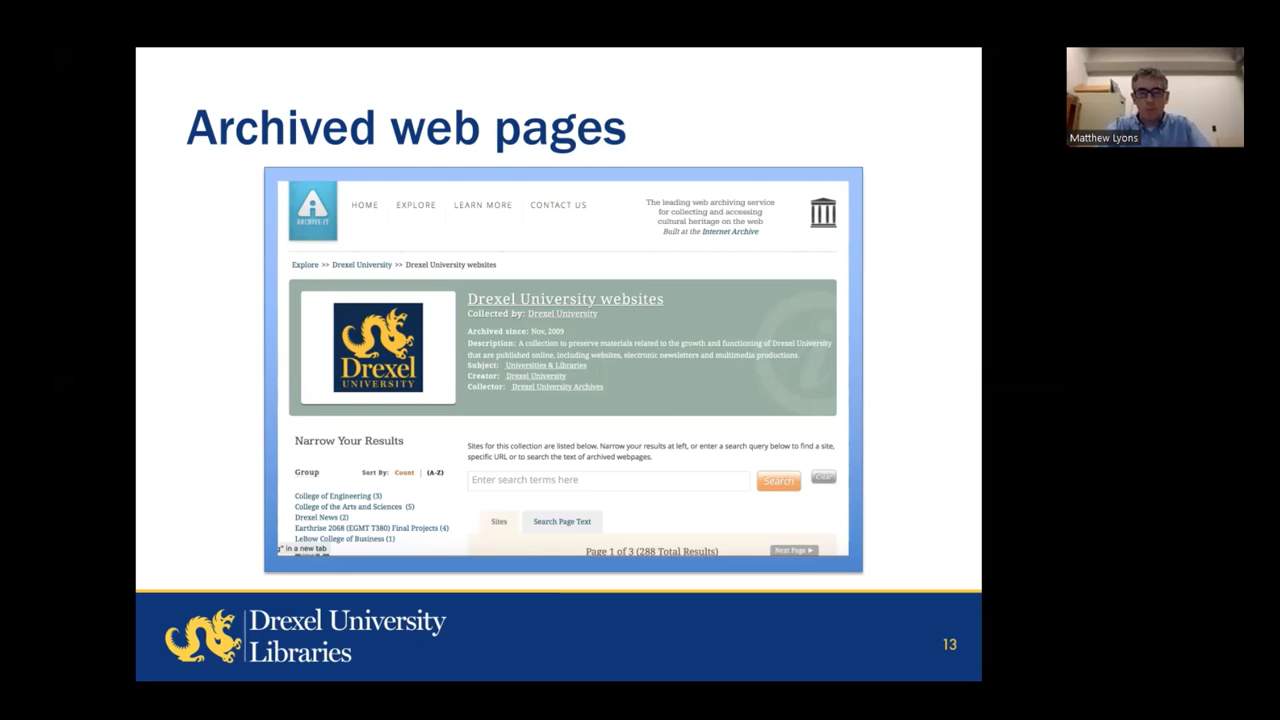 Archived web pages
Matthew Lyons
ARCHIVE-IT
HOME EXPLORE LEARN MORE CONTACT US
The leading web archiving service
for collecting and accessing
cultural heritage on the web
Built at the Internet Archive
Explore >> Drexel University >> Drexel University websites
Drexel
UNIVERSITY
Drexel University websites
Collected by: Drexel University
Archived since: Nov, 2009
Description: A collection to preserve materials related to the growth and functioning of Drexel University
that are published online, including websites, electronic newsletters and multimedia productions.
Subject: Universities & Libraries
Creator: Drexel University
Collector: Drexel University Archives
Narrow Your Results
Group Sort By: Count | (A-Z)
College of Engineering (3)
College of the Arts and Sciences (5)
Drexel News (2)
Earthrise 2068 (EGMT T380) Final Projects (4)
LeBow College of Business (1)
" in a new tab
Sites for this collection are listed below. Narrow your results at left, or enter a search query below to find a site,
specific URL or to search the text of archived webpages.
Enter search terms here
Search
Clear
Sites Search Page Text
Page 1 of 3 (288 Total Results)
Next Page ►
Drexel University
Libraries
13